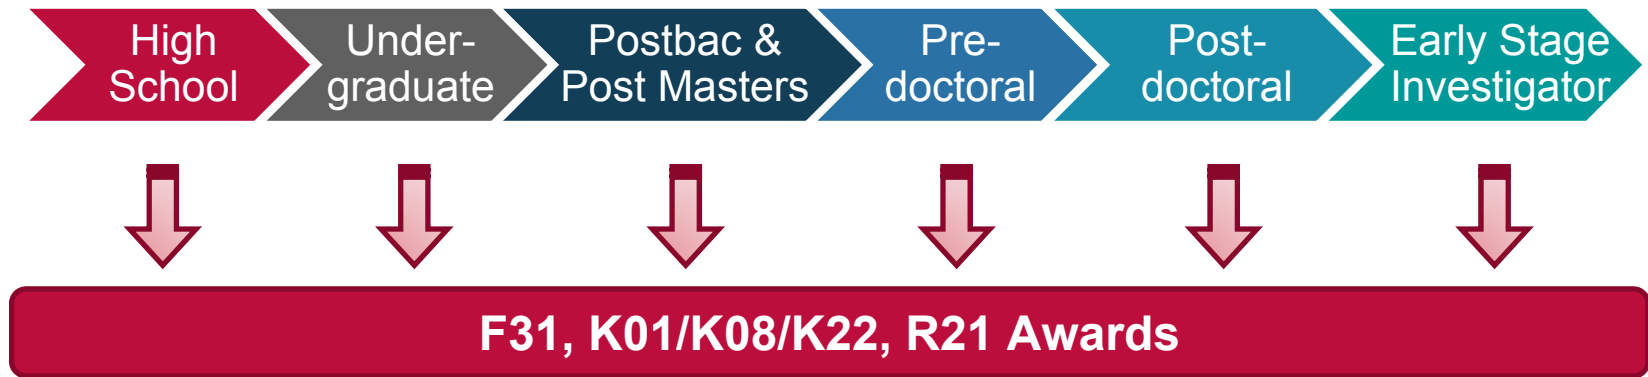 High
School
Under-
graduate
Postbac &
Post Masters
Pre-
doctoral
Post-
doctoral
Early Stage
Investigator
F31, K01/K08/K22, R21 Awards